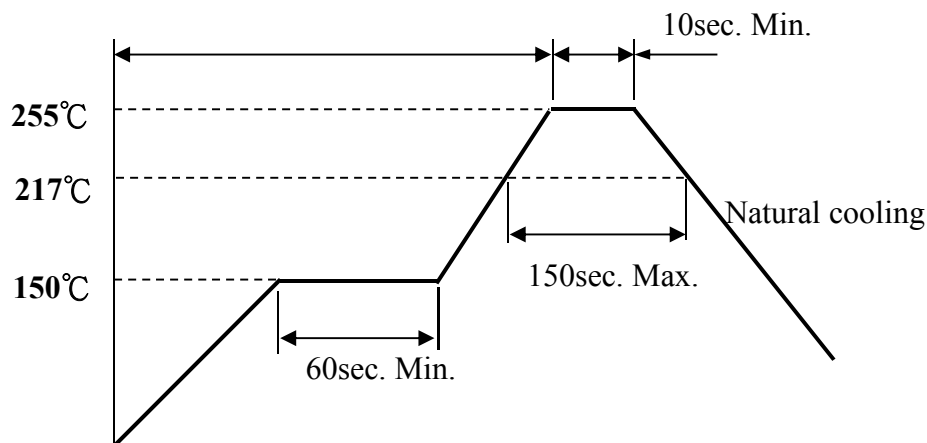 10sec. Min.
255℃
217℃
Natural cooling
150sec. Max.
150℃
60sec. Min.